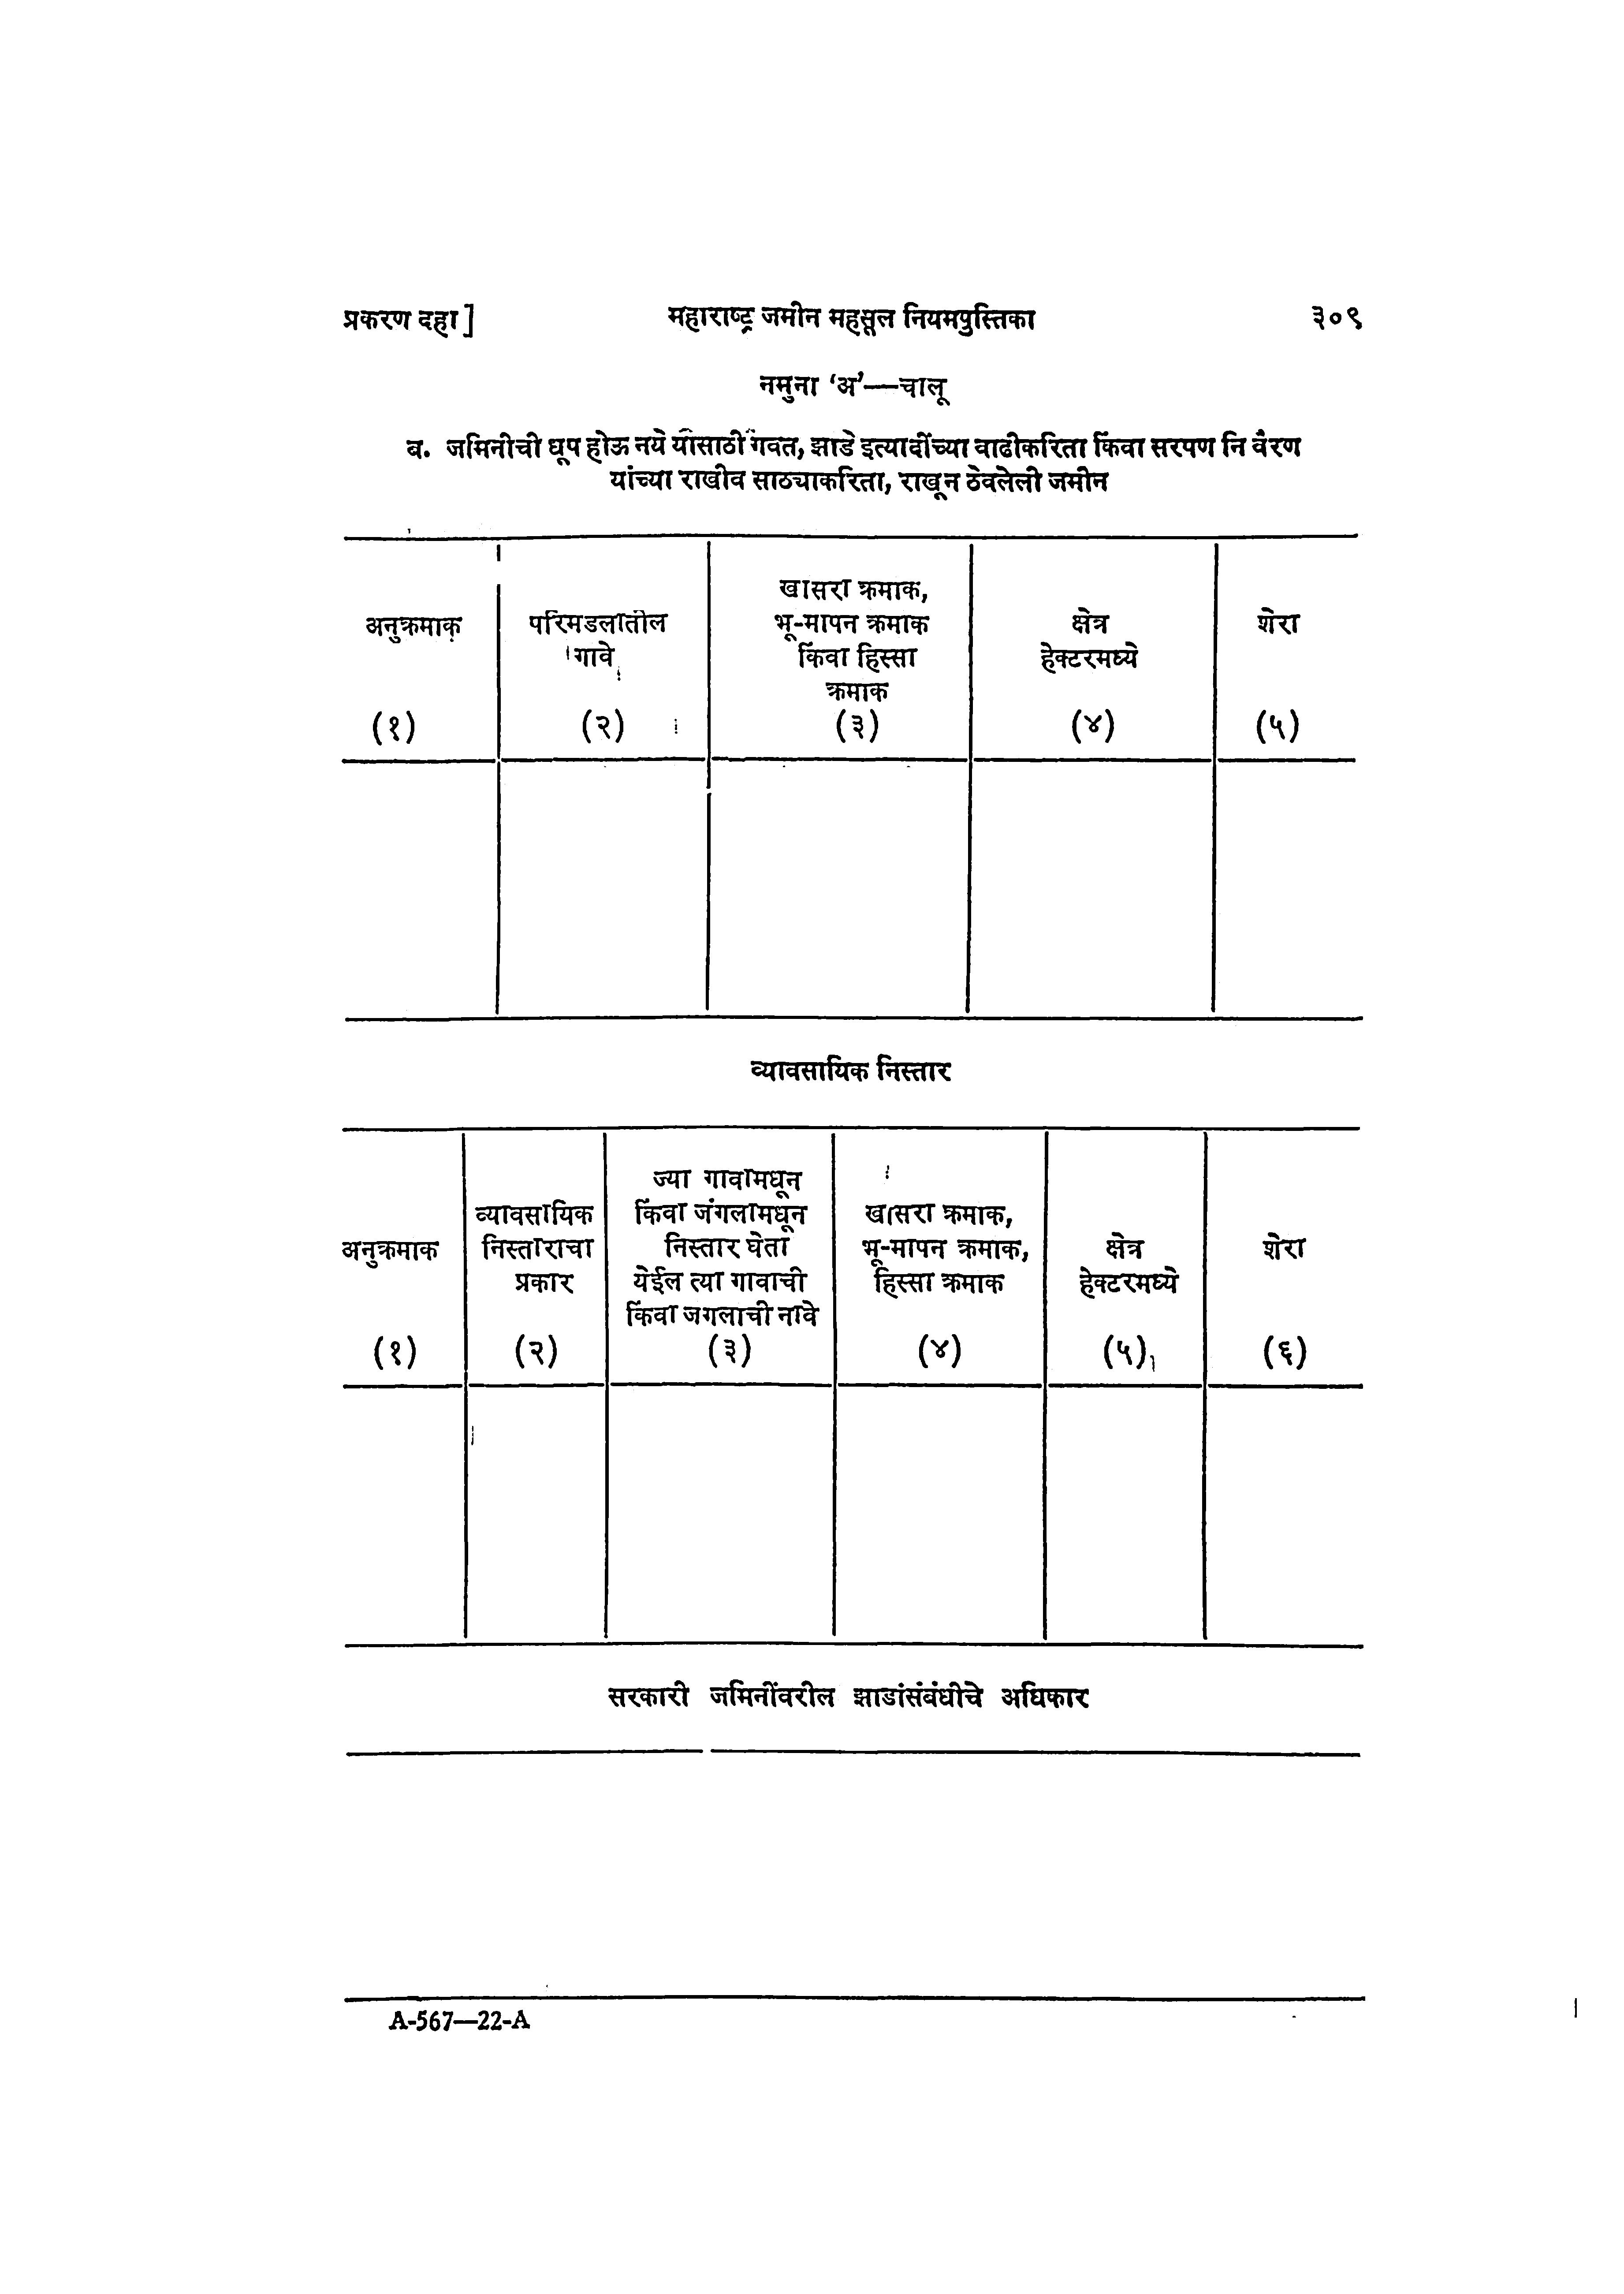 प्रकरण दहा] महाराष्ट्र जमीन महसूल नियमपुस्तिका ३०९
नमुना ‘अ’—चालू
ब. जमिनीची धूप होऊ नये यासाठी गवत, झाडे इत्यादींच्या वाढीकरिता किंवा सरपण नि वैरण
यांच्या राखीव साठ्याकरिता, राखून ठेवलेली जमीन
खासरा क्रमाक,
अनुक्रमाक परिमडलातील भू-मापन क्रमाक क्षेत्र शेरा
गावे किंवा हिस्सा हेक्टरमध्ये
क्रमाक
(१) (२) (३) (४) (५)
व्यावसायिक निस्तार
ज्या गावामधून
व्यावसायिक किंवा जंगलामधून खासरा क्रमाक,
अनुक्रमाक निस्ताराचा निस्तार घेता भू-मापन क्रमाक, क्षेत्र शेरा
प्रकार येईल त्या गावाची हिस्सा क्रमाक हेक्टरमध्ये
किंवा जगलाची नावे
(१) (२) (३) (४) (५) (६)
सरकारी जमिनींवरील झाडांसंबंधीचे अधिकार
A-567—22-A